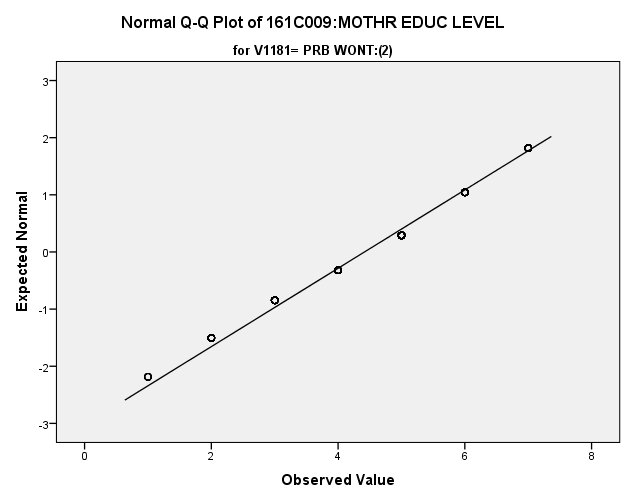 Normal Q-Q Plot of 161C009:MOTHR EDUC LEVEL
for V1181= PRB WONT:(2)
Expected Normal
3
2
1
0
-1
-2
-3
0 2 4 6 8
Observed Value